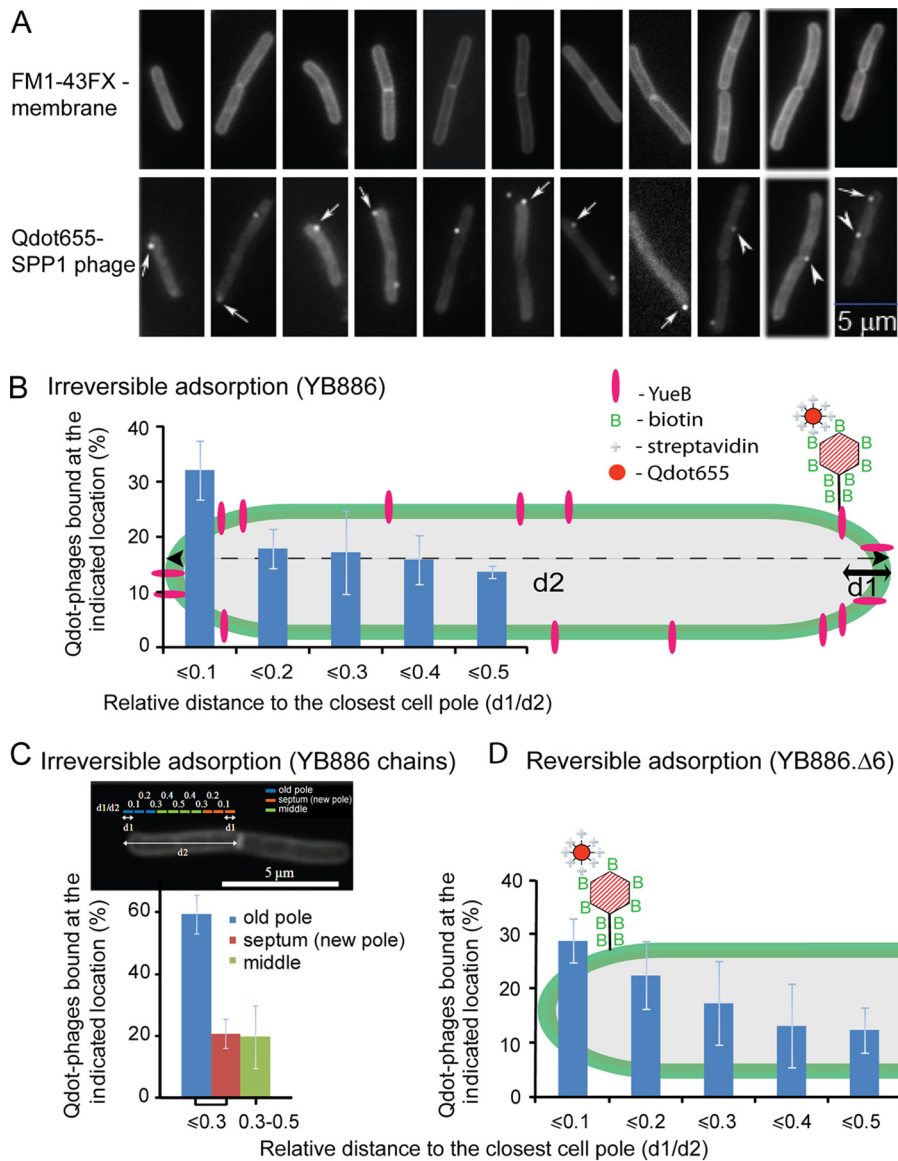 A
FM1-43FX -
membrane
Qdot655-
SPP1 phage
5 μm
B Irreversible adsorption (YB886)
Qdot-phages bound at the
indicated location (%)
40
30
20
10
0
≤0.1 ≤0.2 ≤0.3 ≤0.4 ≤0.5
Relative distance to the closest cell pole (d1/d2)
d2
d1
- YueB
B - biotin
- streptavidin
- Qdot655
B
B B
B B
B B
B B
C Irreversible adsorption (YB886 chains)
d1/d2 0.1 0.2 0.3 0.4 0.5 0.4 0.3 0.2 0.1
old pole
septum (new pole)
middle
d1 d1
d2
5 μm
Qdot-phages bound at the
indicated location (%)
60
40
20
0
old pole
septum (new pole)
middle
≤0.3 0.3-0.5
D Reversible adsorption (YB886.Δ6)
B
B B
B B
B B
B B
Qdot-phages bound at the
indicated location (%)
40
30
20
10
0
≤0.1 ≤0.2 ≤0.3 ≤0.4 ≤0.5
Relative distance to the closest cell pole (d1/d2)